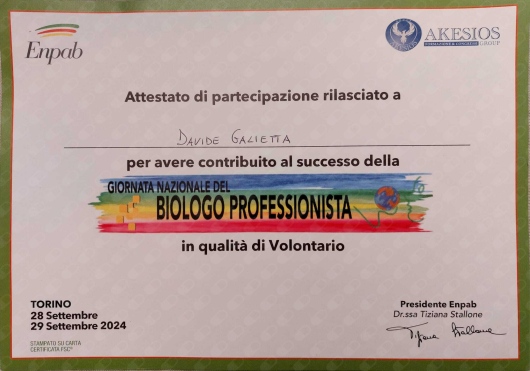 Enpab
AKESIOS
GROUP
Attestato di partecipazione rilasciato a
DAVIDE GALIETTA
per avere contribuito al successo della
GIORNATA NAZIONALE DEL
BIOLOGO PROFESSIONISTA
in qualità di Volontario
TORINO
28 Settembre
29 Settembre 2024
STAMPATO SU CARTA
CERTIFICATA FSC®
Presidente Enpab
Dr.ssa Tiziana Stallone
Tiziana Stallone